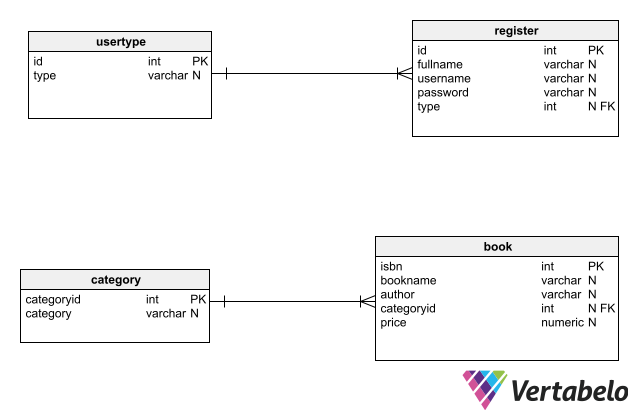 usertype
id int PK
type varchar N
register
id int PK
fullname varchar N
username varchar N
password varchar N
type int N FK
category
categoryid int PK
category varchar N
book
isbn int PK
bookname varchar N
author varchar N
categoryid int N FK
price numeric N
Vertabelo